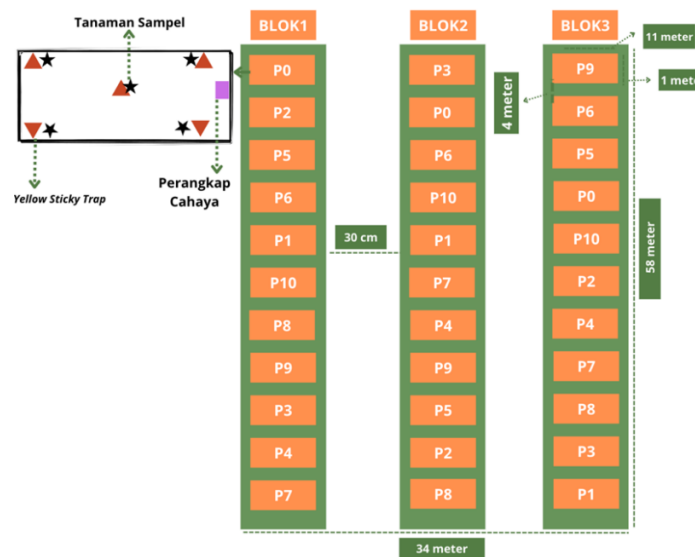 Tanaman Sampel
Yellow Sticky Trap
Perangkap
Cahaya
BLOK1
P0
P2
P5
P6
P1
P10
P8
P9
P3
P4
P7
30 cm
BLOK2
P3
P0
P6
P10
P1
P7
P4
P9
P5
P2
P8
4 meter
BLOK3
P9
P6
P5
P0
P10
P2
P4
P7
P8
P3
P1
11 meter
1 mete
58 meter
34 meter